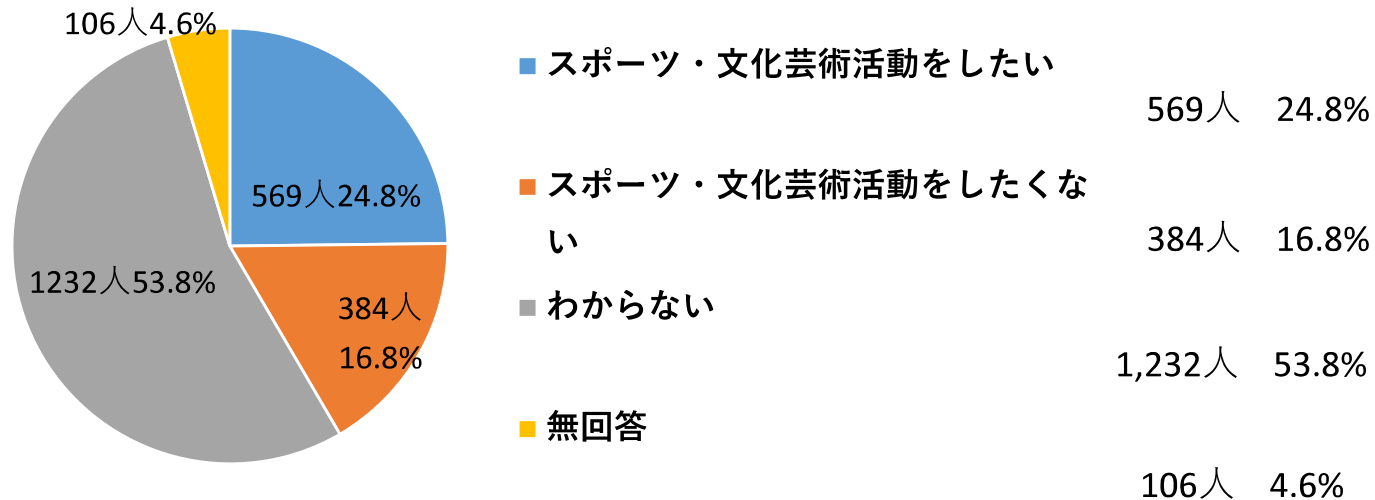 106人4.6%
569人24.8%
1232人53.8%
384人
16.8%
スポーツ・文化芸術活動をしたい
569人 24.8%
スポーツ・文化芸術活動をしたくな
い
384人 16.8%
わからない
1,232人 53.8%
無回答
106人 4.6%